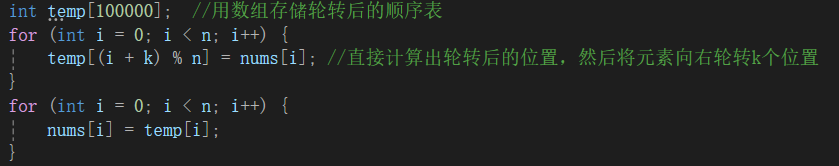 int temp[100000];  //用数组存储轮转后的顺序表
for (int i = 0; i < n; i++) {
    temp[(i + k) % n] = nums[i]; //直接计算出轮转后的位置，然后将元素向右轮转k个位置
}
for (int i = 0; i < n; i++) {
    nums[i] = temp[i];
}